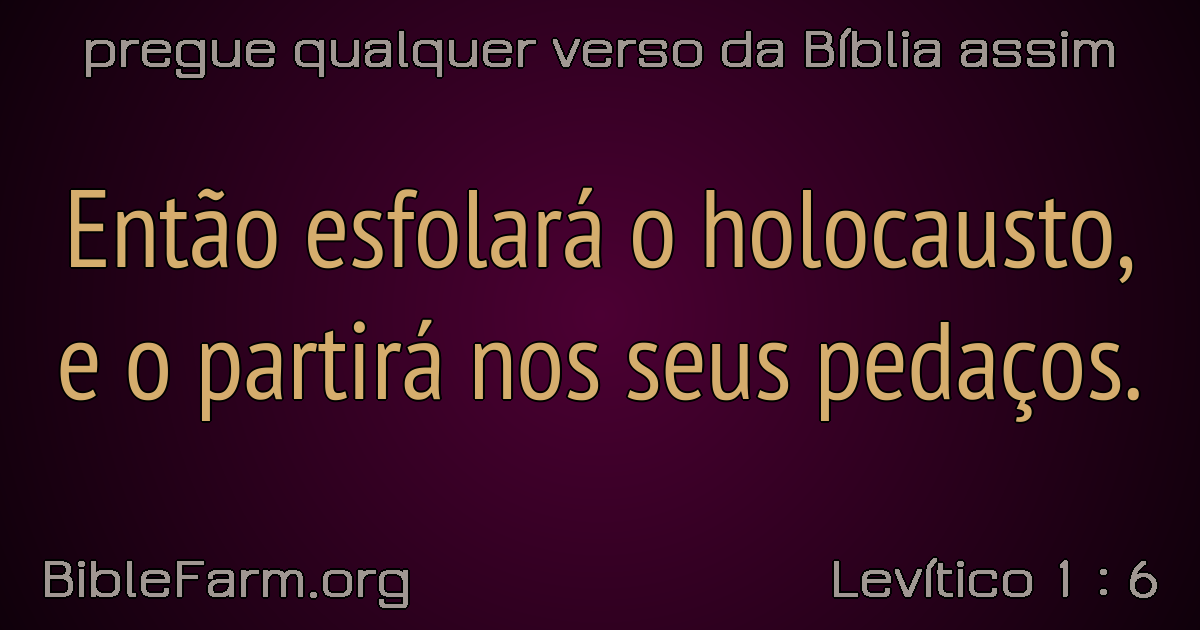 pregue qualquer verso da Bíblia assim
Então esfolará o holocausto,
e o partirá nos seus pedaços.
BibleFarm.org
Levítico 1 : 6